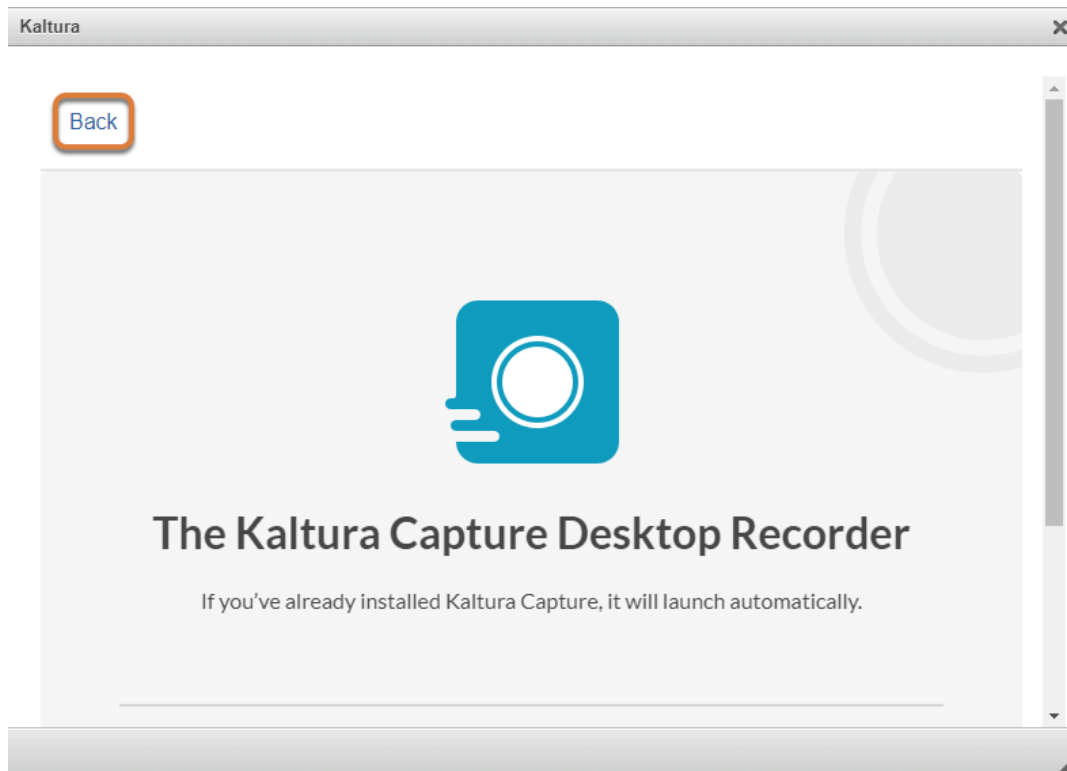 Kaltura
Back
The Kaltura Capture Desktop Recorder
If you’ve already installed Kaltura Capture, it will launch automatically.